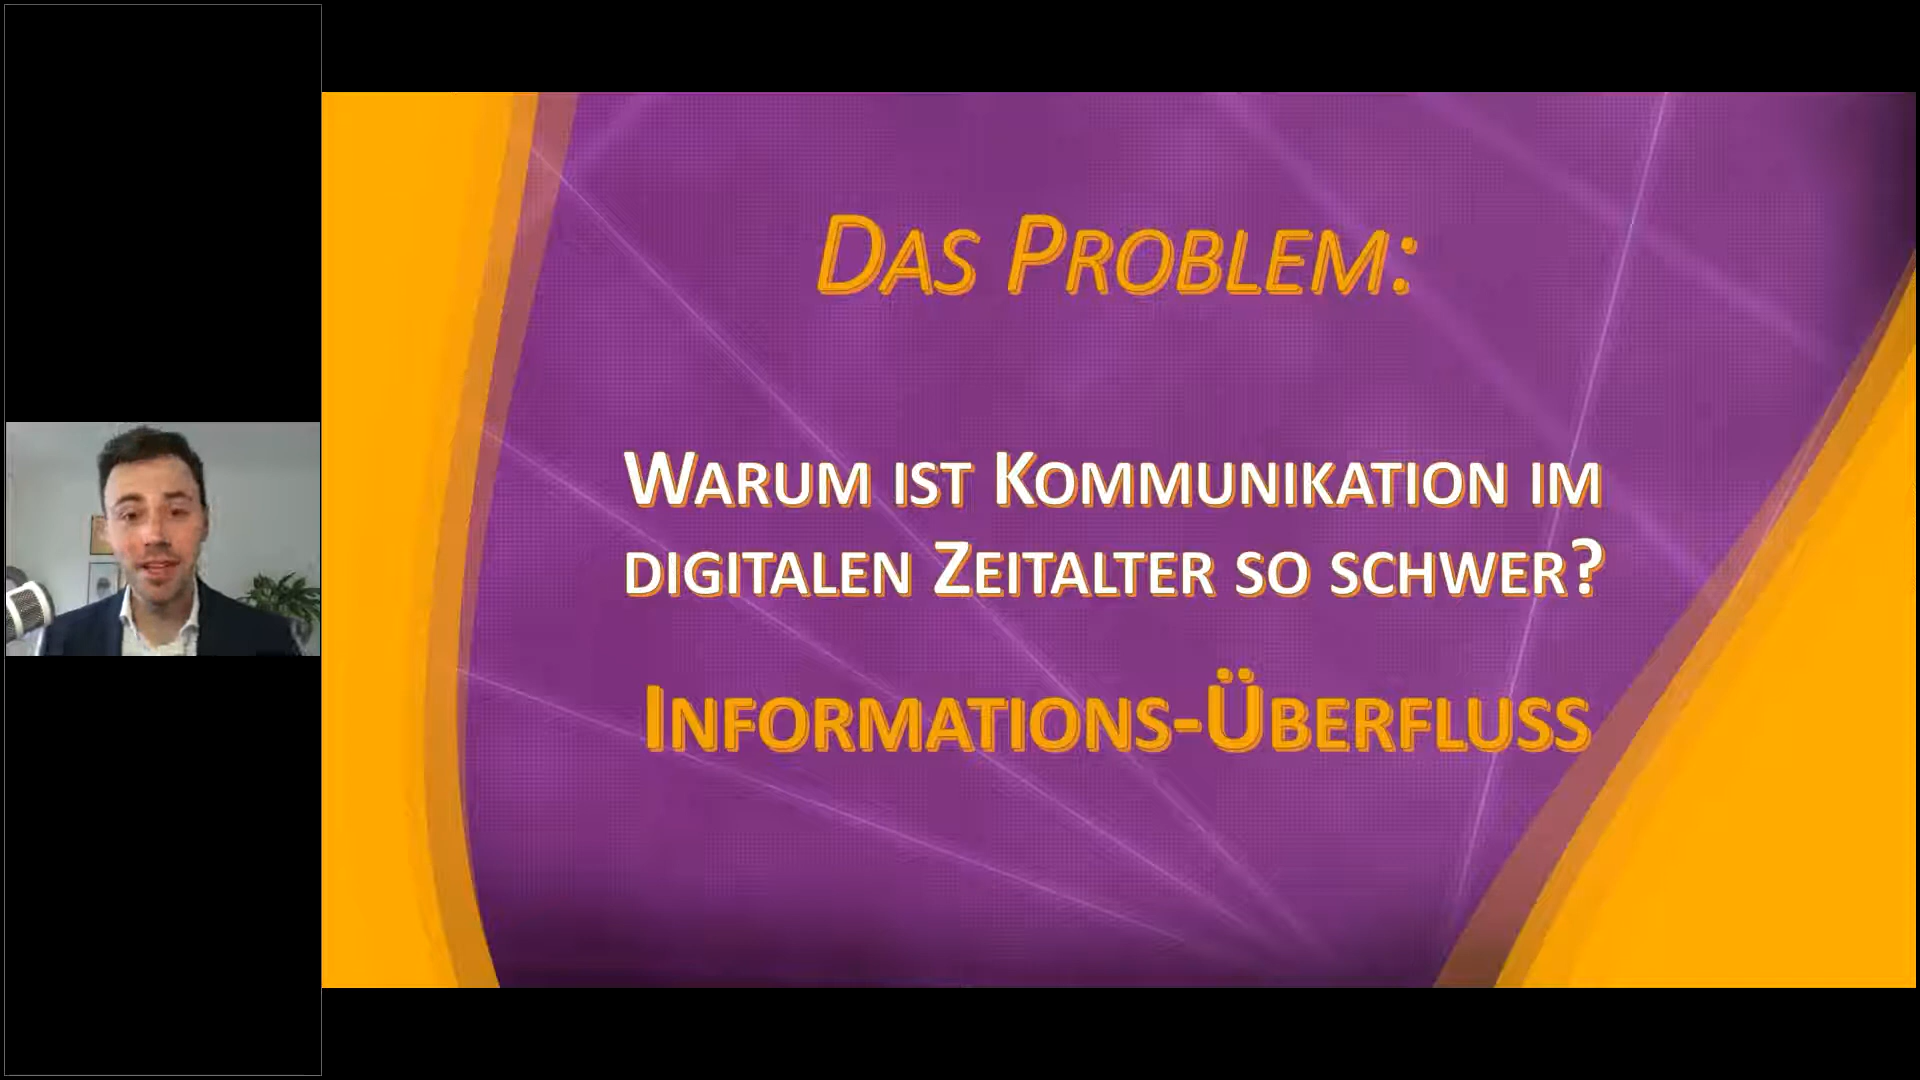 Das Problem:
Warum ist Kommunikation im
digitalen Zeitalter so schwer?
Informations-Überfluss